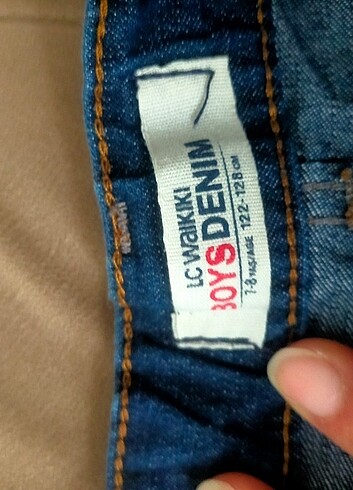 LC WAIKIKI
BOYS DENIM
7-8 YAŞ/AGE 122-128 CM